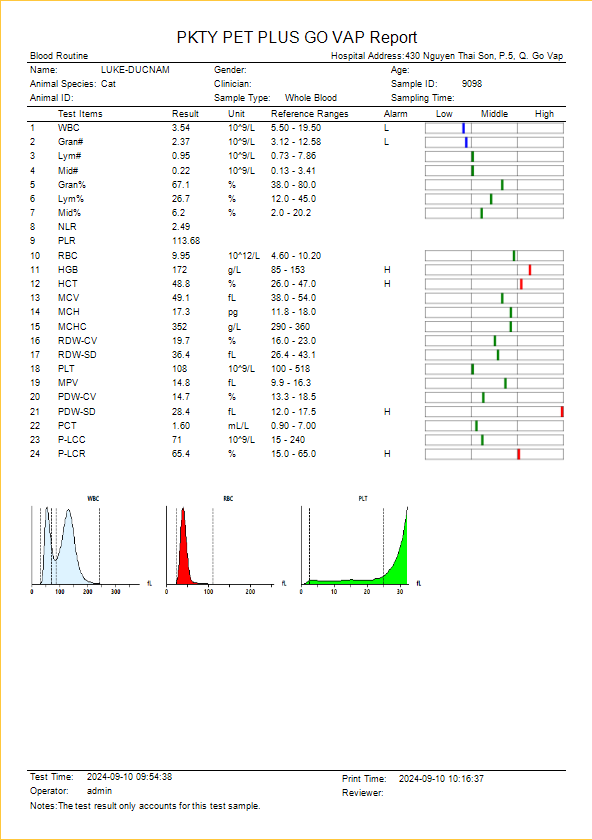 PKTY PET PLUS GO VAP Report
Blood Routine Hospital Address:430 Nguyen Thai Son, P.5, Q. Go Vap
Name: LUKE-DUCNAM Gender: Age:
Animal Species: Cat Clinician: Sample ID: 9098
Animal ID: Sample Type: Whole Blood Sampling Time:
Test Items Result Unit Reference Ranges Alarm Low Middle High
1 WBC 3.54 10^9/L 5.50 - 19.50 L
2 Gran# 2.37 10^9/L 3.12 - 12.58 L
3 Lym# 0.95 10^9/L 0.73 - 7.86
4 Mid# 0.22 10^9/L 0.13 - 3.41
5 Gran% 67.1 % 38.0 - 80.0
6 Lym% 26.7 % 12.0 - 45.0
7 Mid% 6.2 % 2.0 - 20.2
8 NLR 2.49
9 PLR 113.68
10 RBC 9.95 10^12/L 4.60 - 10.20
11 HGB 172 g/L 85 - 153 H
12 HCT 48.8 % 26.0 - 47.0 H
13 MCV 49.1 fL 38.0 - 54.0
14 MCH 17.3 pg 11.8 - 18.0
15 MCHC 352 g/L 290 - 360
16 RDW-CV 19.7 % 16.0 - 23.0
17 RDW-SD 36.4 fL 26.4 - 43.1
18 PLT 108 10^9/L 100 - 518
19 MPV 14.8 fL 9.9 - 16.3
20 PDW-CV 14.7 % 13.3 - 18.5
21 PDW-SD 28.4 fL 12.0 - 17.5 H
22 PCT 1.60 mL/L 0.90 - 7.00
23 P-LCC 71 10^9/L 15 - 240
24 P-LCR 65.4 % 15.0 - 65.0 H
WBC RBC PLT
fL fL fL
0 100 200 300 0 100 200 0 10 20 30
Test Time: 2024-09-10 09:54:38 Print Time: 2024-09-10 10:16:37
Operator: admin Reviewer:
Notes:The test result only accounts for this test sample.